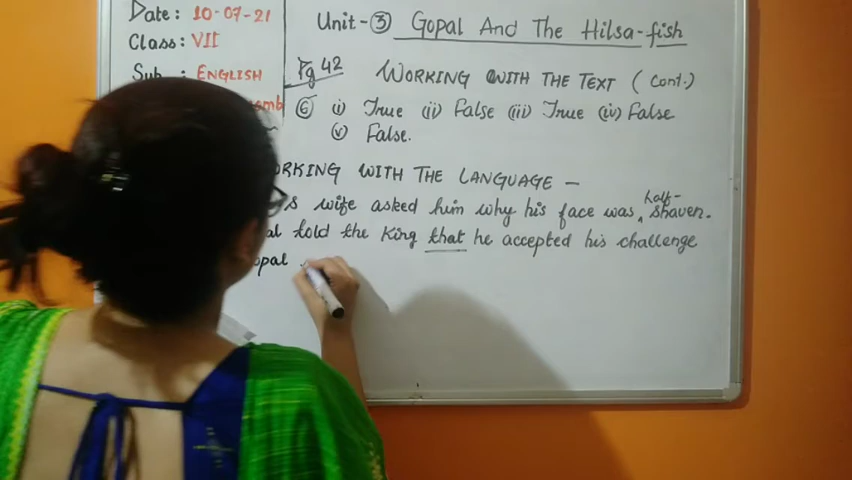 Date : 10-07-21
Class : VII
Sub : ENGLISH
Unit - ③ Gopal And The Hilsa-fish
Pg 42 WORKING WITH THE TEXT (Cont.)
⑥ (i) True (ii) False (iii) True (iv) False
(v) False.
WORKING WITH THE LANGUAGE -
wife asked him why his face was half-shaven.
told the King that he accepted his challenge